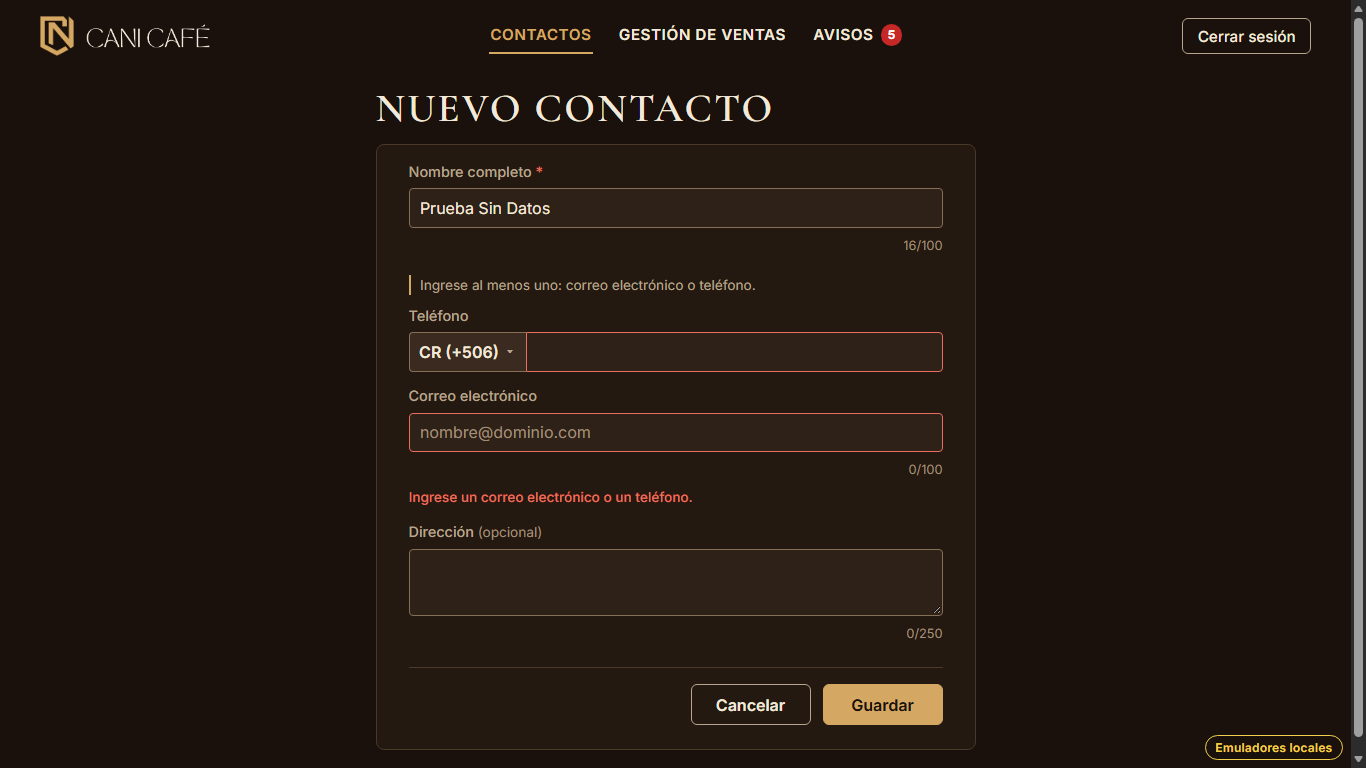 CANI CAFÉ
CONTACTOS
GESTIÓN DE VENTAS
AVISOS 5
Cerrar sesión
NUEVO CONTACTO
Nombre completo *
Prueba Sin Datos
16/100
Ingrese al menos uno: correo electrónico o teléfono.
Teléfono
CR (+506)
Correo electrónico
nombre@dominio.com
0/100
Ingrese un correo electrónico o un teléfono.
Dirección (opcional)
0/250
Cancelar
Guardar
Emuladores locales